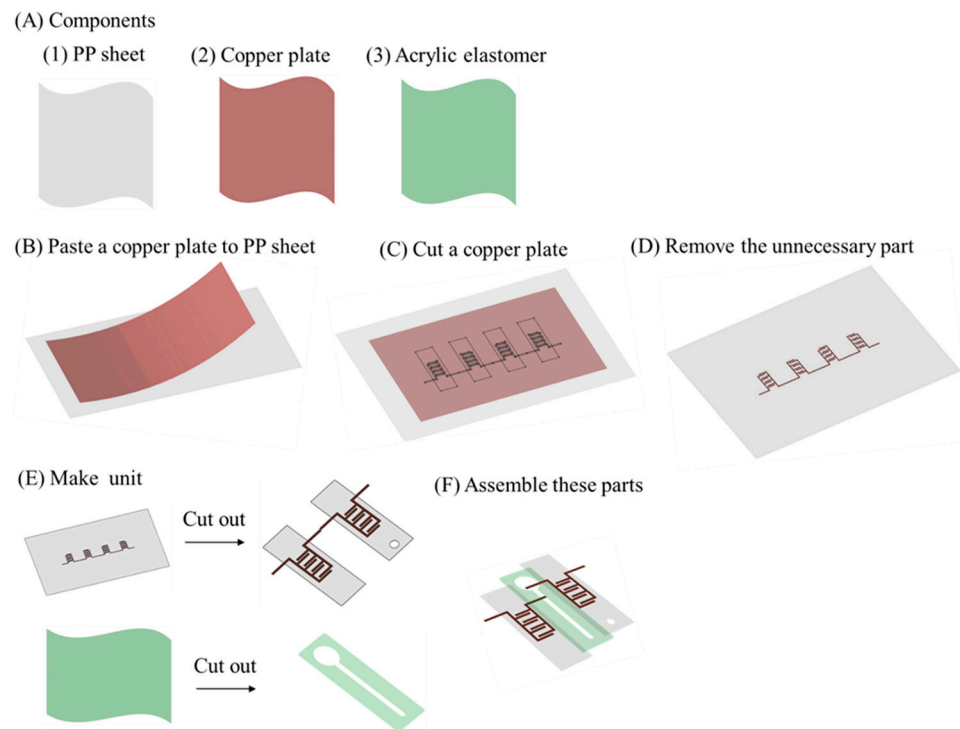 (A) Components
(1) PP sheet (2) Copper plate (3) Acrylic elastomer
(B) Paste a copper plate to PP sheet (C) Cut a copper plate (D) Remove the unnecessary part
(E) Make unit (F) Assemble these parts
Cut out
Cut out